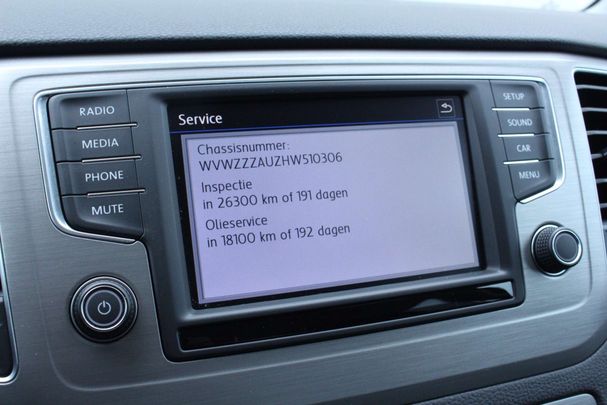 RADIO
MEDIA
PHONE
MUTE
Service
Chassisnummer:
WVWZZZAUZHW510306
Inspectie
in 26300 km of 191 dagen
Olieservice
in 18100 km of 192 dagen
SETUP
SOUND
CAR
MENU